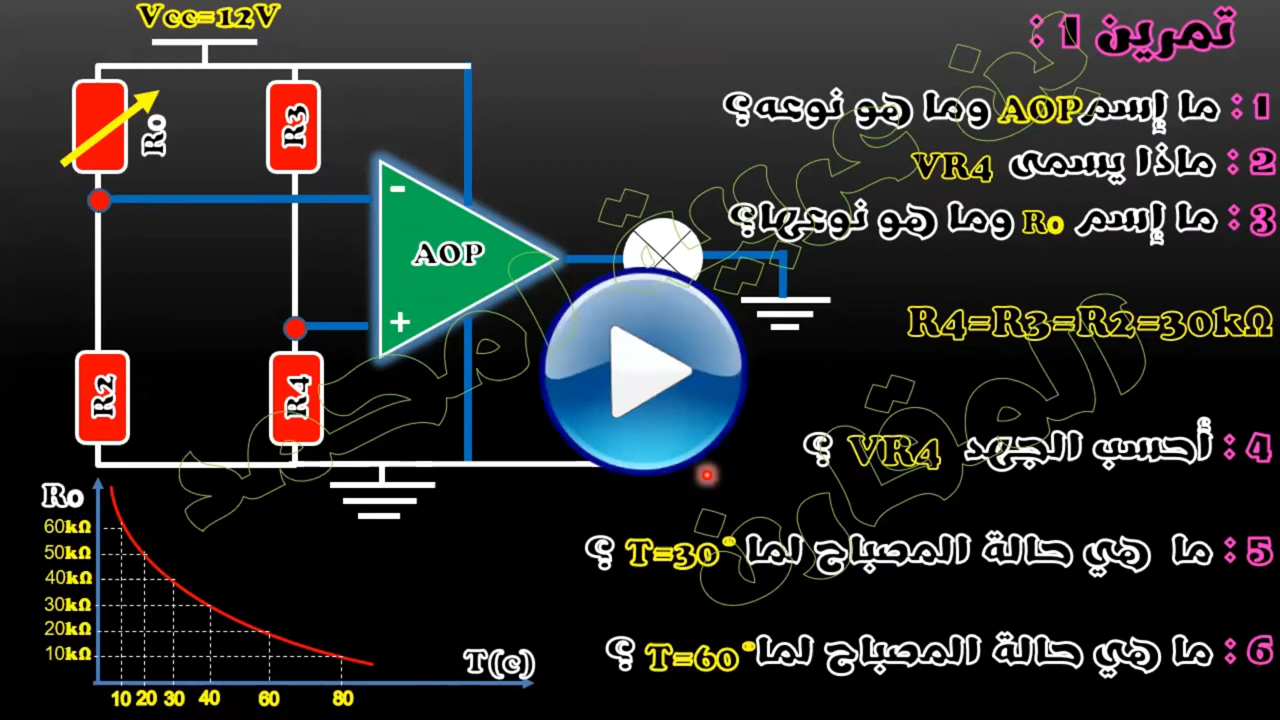 تمرين 1 :
Vcc=12V
Ro
R3
R2
R4
-
AOP
+
1 : ما إسم AOP وما هو نوعه؟
2 : ماذا يسمى VR4
3 : ما إسم Ro وما هو نوعها؟
R4=R3=R2=30kΩ
4 : أحسب الجهد VR4 ؟
5 : ما هي حالة المصباح لما T=30° ؟
6 : ما هي حالة المصباح لما T=60° ؟
Ro
60kΩ
50kΩ
40kΩ
30kΩ
20kΩ
10kΩ
10 20 30 40 60 80
T(c)